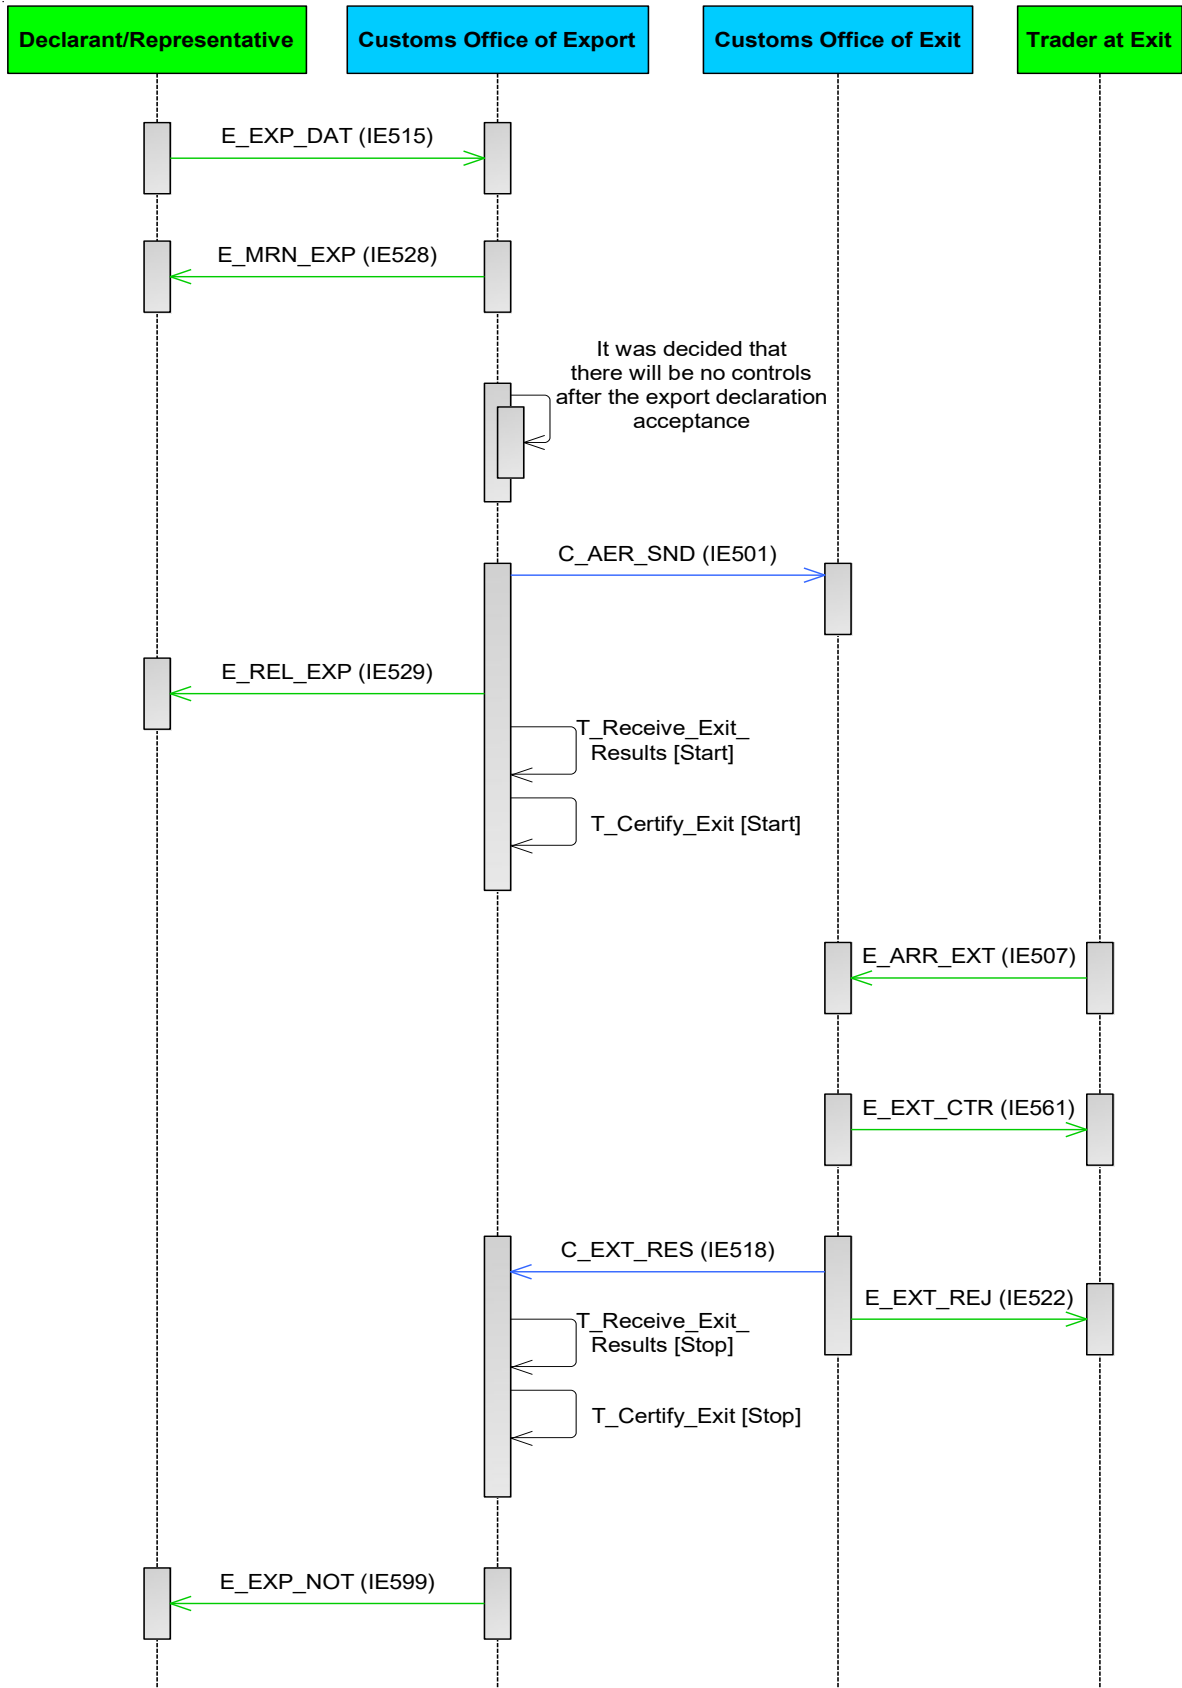 Declarant/Representative
Customs Office of Export
Customs Office of Exit
Trader at Exit
E_EXP_DAT (IE515)
E_MRN_EXP (IE528)
It was decided that
there will be no controls
after the export declaration
acceptance
C_AER_SND (IE501)
E_REL_EXP (IE529)
T_Receive_Exit_
Results [Start]
T_Certify_Exit [Start]
E_ARR_EXT (IE507)
E_EXT_CTR (IE561)
C_EXT_RES (IE518)
E_EXT_REJ (IE522)
T_Receive_Exit_
Results [Stop]
T_Certify_Exit [Stop]
E_EXP_NOT (IE599)